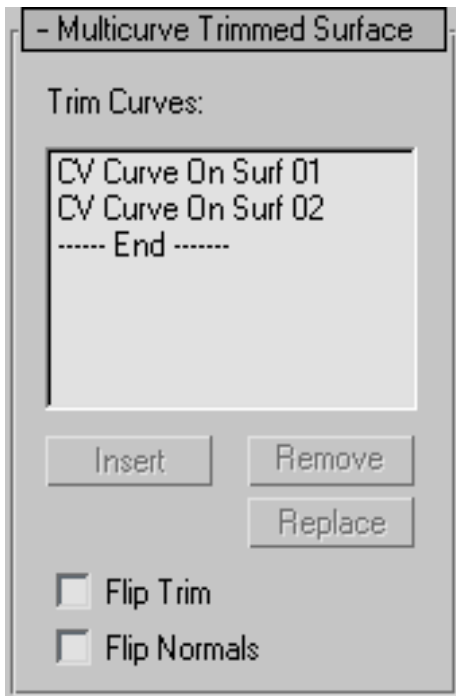 - Multicurve Trimmed Surface
Trim Curves:
CV Curve On Surf 01
CV Curve On Surf 02
------ End -------
Insert Remove
Replace
Flip Trim
Flip Normals